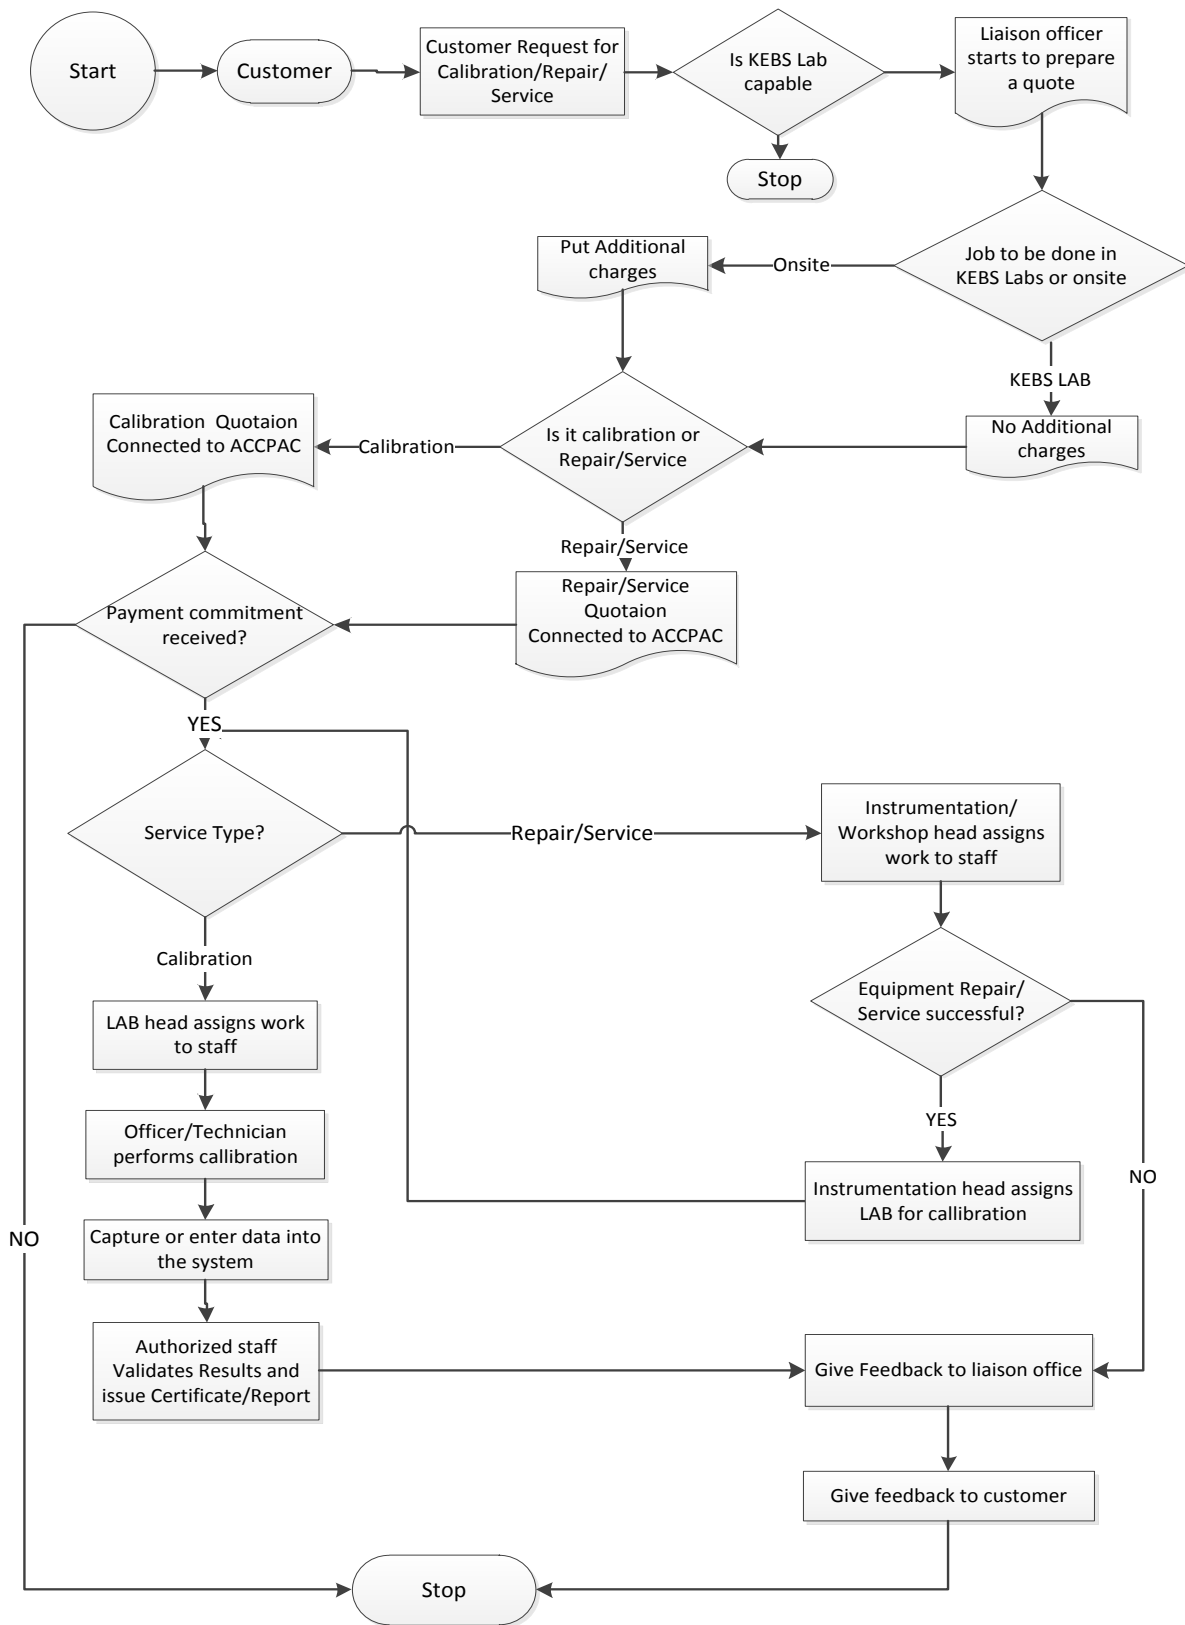 Start
Customer
Customer Request for
Calibration/Repair/
Service
Is KEBS Lab
capable
Liaison officer
starts to prepare
a quote
Stop
Put Additional
charges
Onsite
Job to be done in
KEBS Labs or onsite
KEBS LAB
No Additional
charges
Calibration Quotaion
Connected to ACCPAC
Calibration
Is it calibration or
Repair/Service
Repair/Service
Repair/Service
Quotaion
Connected to ACCPAC
Payment commitment
received?
YES
Service Type?
Repair/Service
Instrumentation/
Workshop head assigns
work to staff
Calibration
Equipment Repair/
Service successful?
LAB head assigns work
to staff
YES
Officer/Technician
performs callibration
NO
Instrumentation head assigns
LAB for callibration
NO
Capture or enter data into
the system
Authorized staff
Validates Results and
issue Certificate/Report
Give Feedback to liaison office
Give feedback to customer
Stop